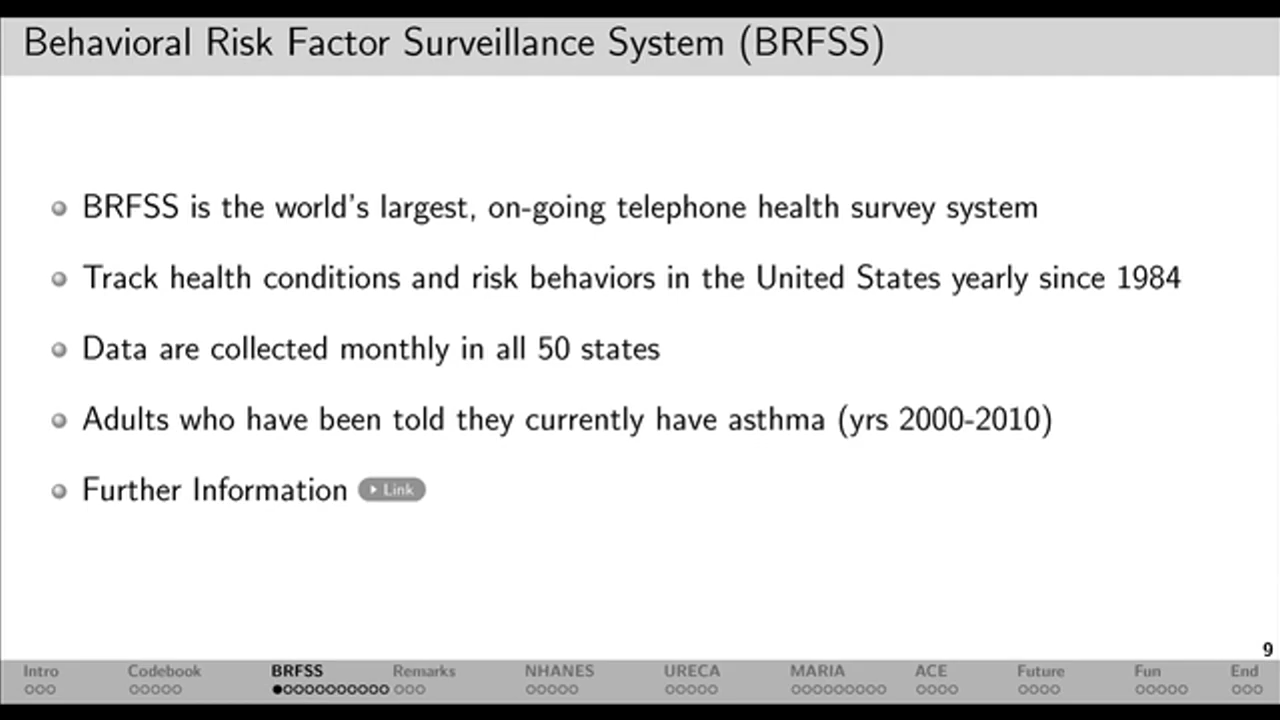 Behavioral Risk Factor Surveillance System (BRFSS)
BRFSS is the world's largest, on-going telephone health survey system
Track health conditions and risk behaviors in the United States yearly since 1984
Data are collected monthly in all 50 states
Adults who have been told they currently have asthma (yrs 2000-2010)
Further Information Link
9
Intro Codebook BRFSS Remarks NHANES URECA MARIA ACE Future Fun End